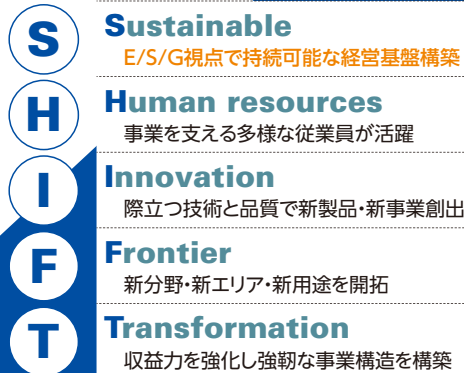 S
Sustainable
E/S/G視点で持続可能な経営基盤構築
H
Human resources
事業を支える多様な従業員が活躍
I
Innovation
際立つ技術と品質で新製品・新事業創出
F
Frontier
新分野・新エリア・新用途を開拓
T
Transformation
収益力を強化し強靭な事業構造を構築